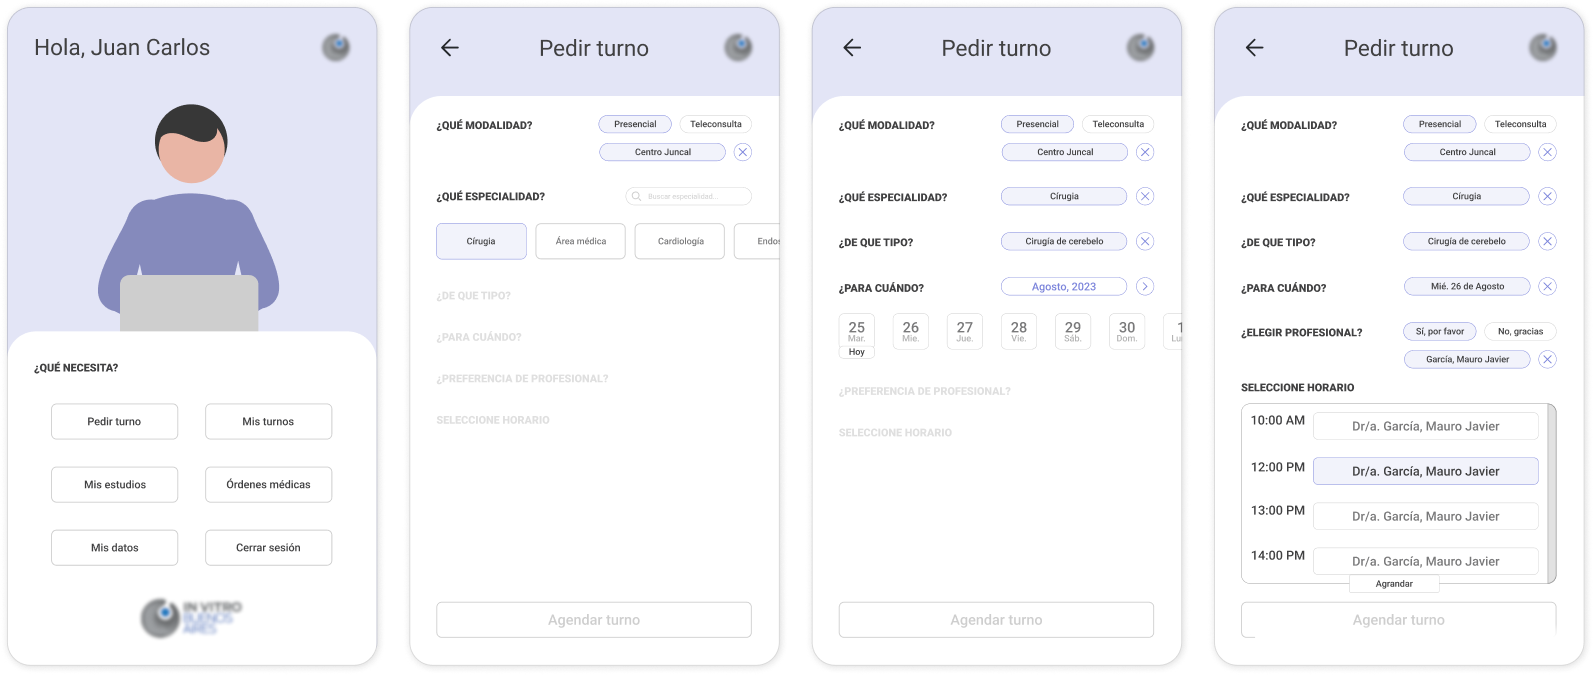 Hola, Juan Carlos
¿QUÉ NECESITA?
Pedir turno
Mis turnos
Mis estudios
Órdenes médicas
Mis datos
Cerrar sesión
IN VITRO
BUENOS
AIRES
Pedir turno
¿QUÉ MODALIDAD?
Presencial
Teleconsulta
Centro Juncal
¿QUÉ ESPECIALIDAD?
Buscar especialidad...
Círugia
Área médica
Cardiología
Endos
¿DE QUE TIPO?
¿PARA CUÁNDO?
¿PREFERENCIA DE PROFESIONAL?
SELECCIONE HORARIO
Agendar turno
Pedir turno
¿QUÉ MODALIDAD?
Presencial
Teleconsulta
Centro Juncal
¿QUÉ ESPECIALIDAD?
Círugia
¿DE QUE TIPO?
Cirugía de cerebelo
¿PARA CUÁNDO?
Agosto, 2023
25
Mar.
Hoy
26
Mie.
27
Jue.
28
Vie.
29
Sáb.
30
Dom.
1
Lu
¿PREFERENCIA DE PROFESIONAL?
SELECCIONE HORARIO
Agendar turno
Pedir turno
¿QUÉ MODALIDAD?
Presencial
Teleconsulta
Centro Juncal
¿QUÉ ESPECIALIDAD?
Círugia
¿DE QUE TIPO?
Cirugía de cerebelo
¿PARA CUÁNDO?
Mié. 26 de Agosto
¿ELEGIR PROFESIONAL?
Sí, por favor
No, gracias
García, Mauro Javier
SELECCIONE HORARIO
10:00 AM Dr/a. García, Mauro Javier
12:00 PM Dr/a. García, Mauro Javier
13:00 PM Dr/a. García, Mauro Javier
14:00 PM Dr/a. García, Mauro Javier
Agrandar
Agendar turno